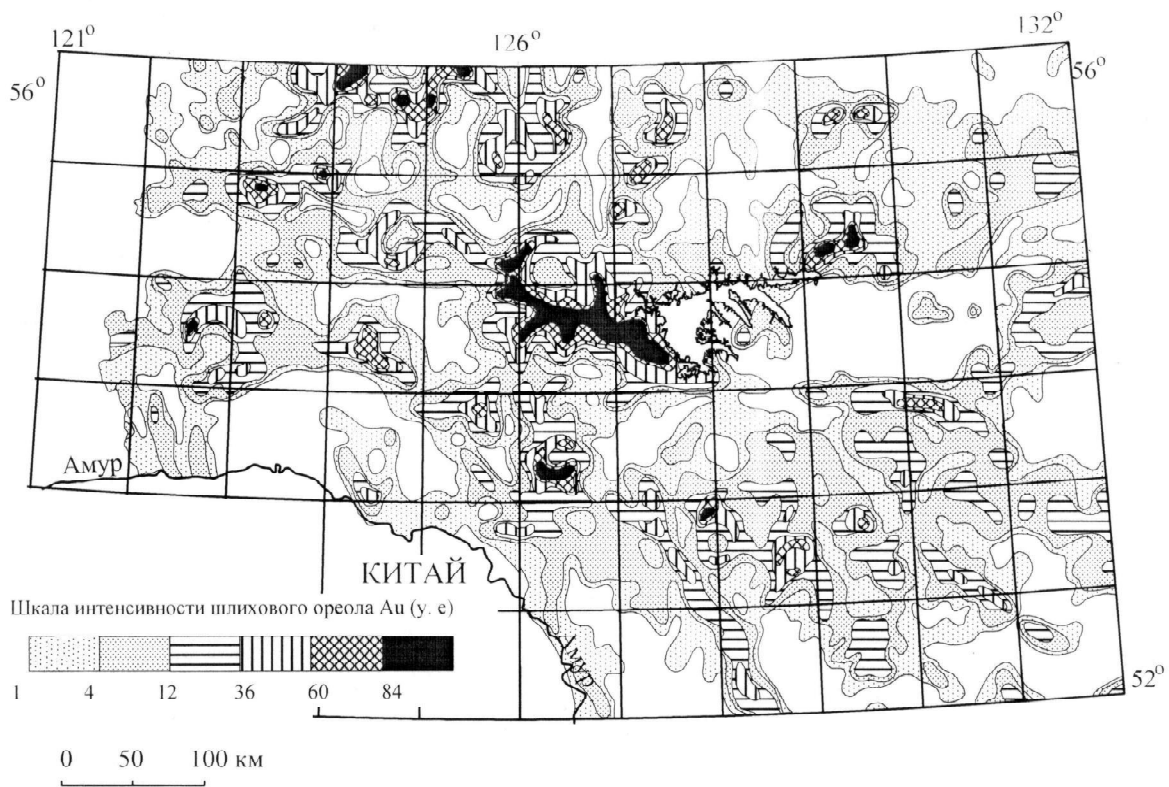 121° 126° 132°
56° 56°
Амур
КИТАЙ
Шкала интенсивности шлихового ореола Au (у. е)
Амур
1 4 12 36 60 84
52°
0 50 100 км